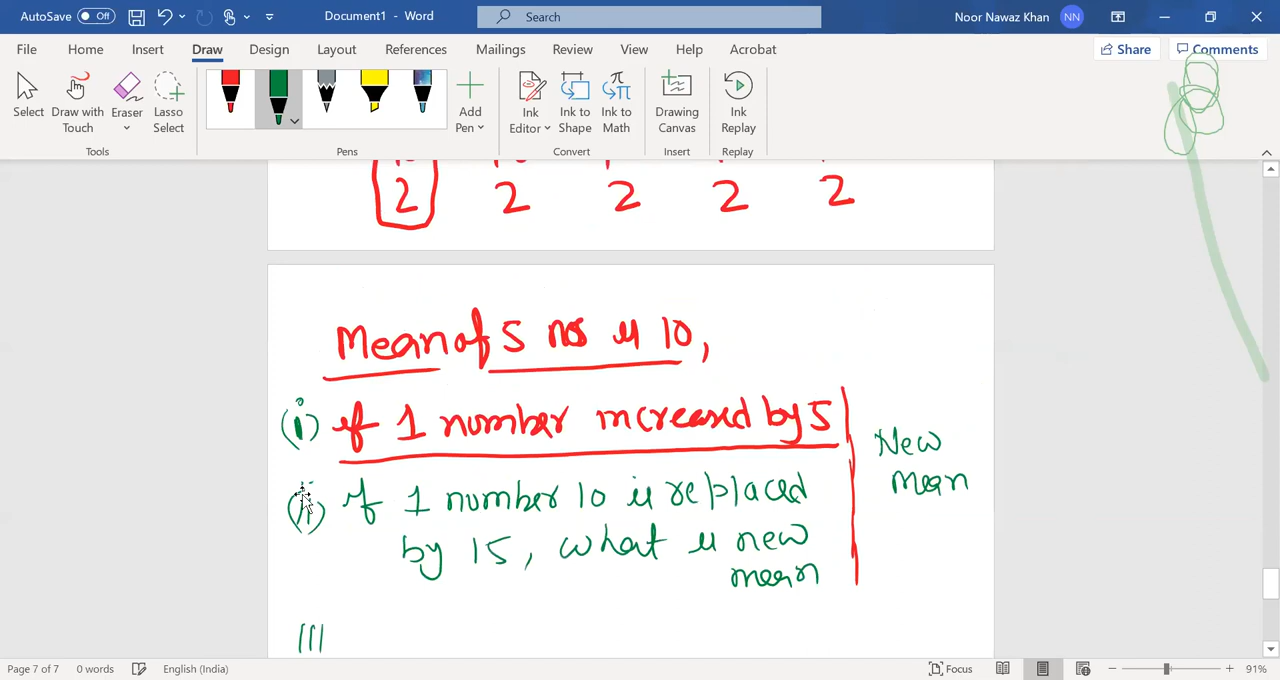 AutoSave Off Document1 - Word Search Noor Nawaz Khan NN
File Home Insert Draw Design Layout References Mailings Review View Help Acrobat Share Comments
Select Draw with Touch Eraser Lasso Select Add Pen Ink Editor Ink to Shape Ink to Math Drawing Canvas Ink Replay
Tools Pens Convert Insert Replay
2 2 2 2 2
Mean of 5 nos is 10,
(i) if 1 number increased by 5
New
mean
(ii) if 1 number 10 is replaced
by 15, what is new
mean
III
Page 7 of 7 0 words English (India) Focus 91%